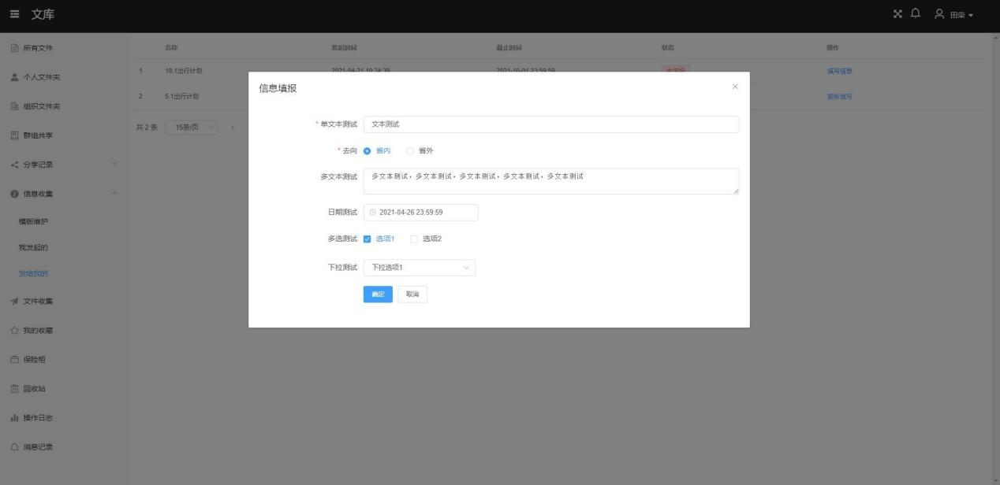 文库
田荣
所有文件
个人文件夹
组织文件夹
群组共享
分享记录
信息收集
模板维护
我发起的
发给我的
文件收集
我的收藏
保险柜
回收站
操作日志
消息记录
名称 发起时间 截止时间 状态 操作
1 10.1出行计划 2021-04-21 10:24:39 2021-10-01 23:59:59 未填报 填写信息
2 5.1出行计划 重新填写
共 2 条 15条/页
信息填报
* 单文本测试 文本测试
* 去向 省内 省外
多文本测试 多文本测试，多文本测试，多文本测试，多文本测试，多文本测试
日期测试 2021-04-26 23:59:59
多选测试 选项1 选项2
下拉测试 下拉选项1
确定 取消